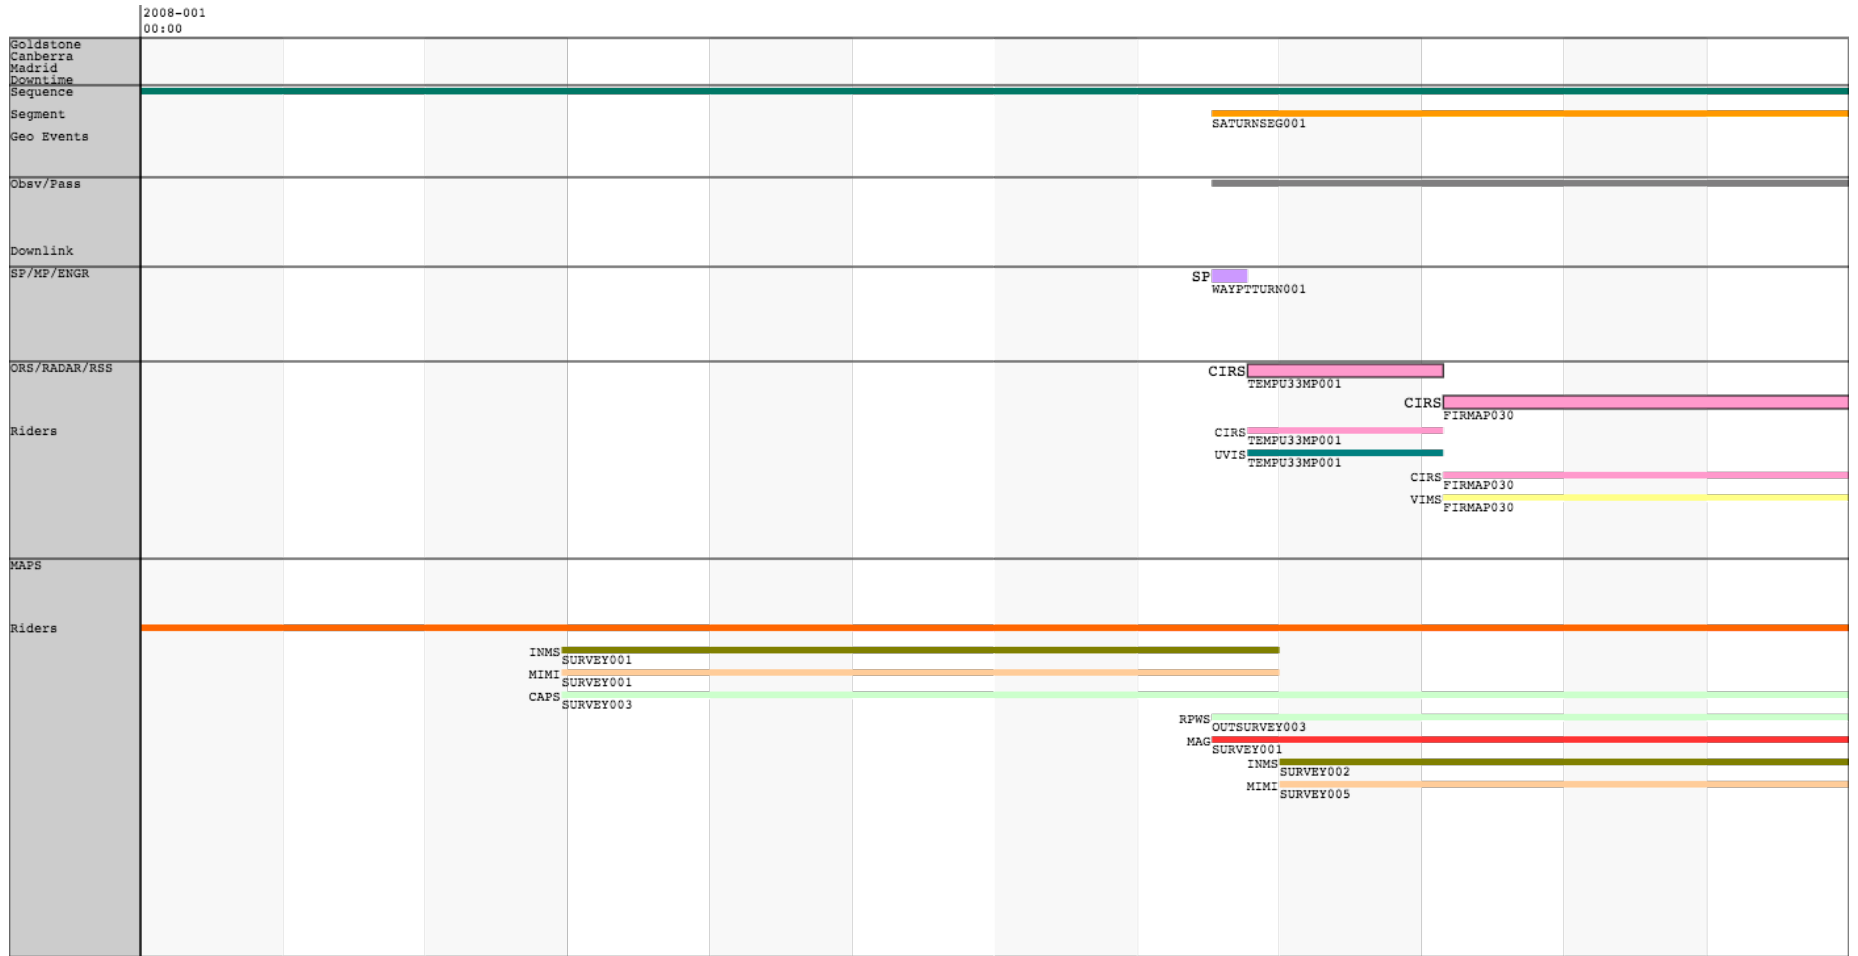 2008-001
00:00
Goldstone
Canberra
Madrid
Downtime
Sequence
Segment
SATURNSEG001
Geo Events
Obsv/Pass
Downlink
SP/MP/ENGR
SP
WAYPTTURN001
ORS/RADAR/RSS
CIRS
TEMPU33MP001
CIRS
FIRMAP030
Riders
CIRS
TEMPU33MP001
UVIS
TEMPU33MP001
CIRS
FIRMAP030
VIMS
FIRMAP030
MAPS
Riders
INMS
SURVEY001
MIMI
SURVEY001
CAPS
SURVEY003
RPWS
OUTSURVEY003
MAG
SURVEY001
INMS
SURVEY002
MIMI
SURVEY005